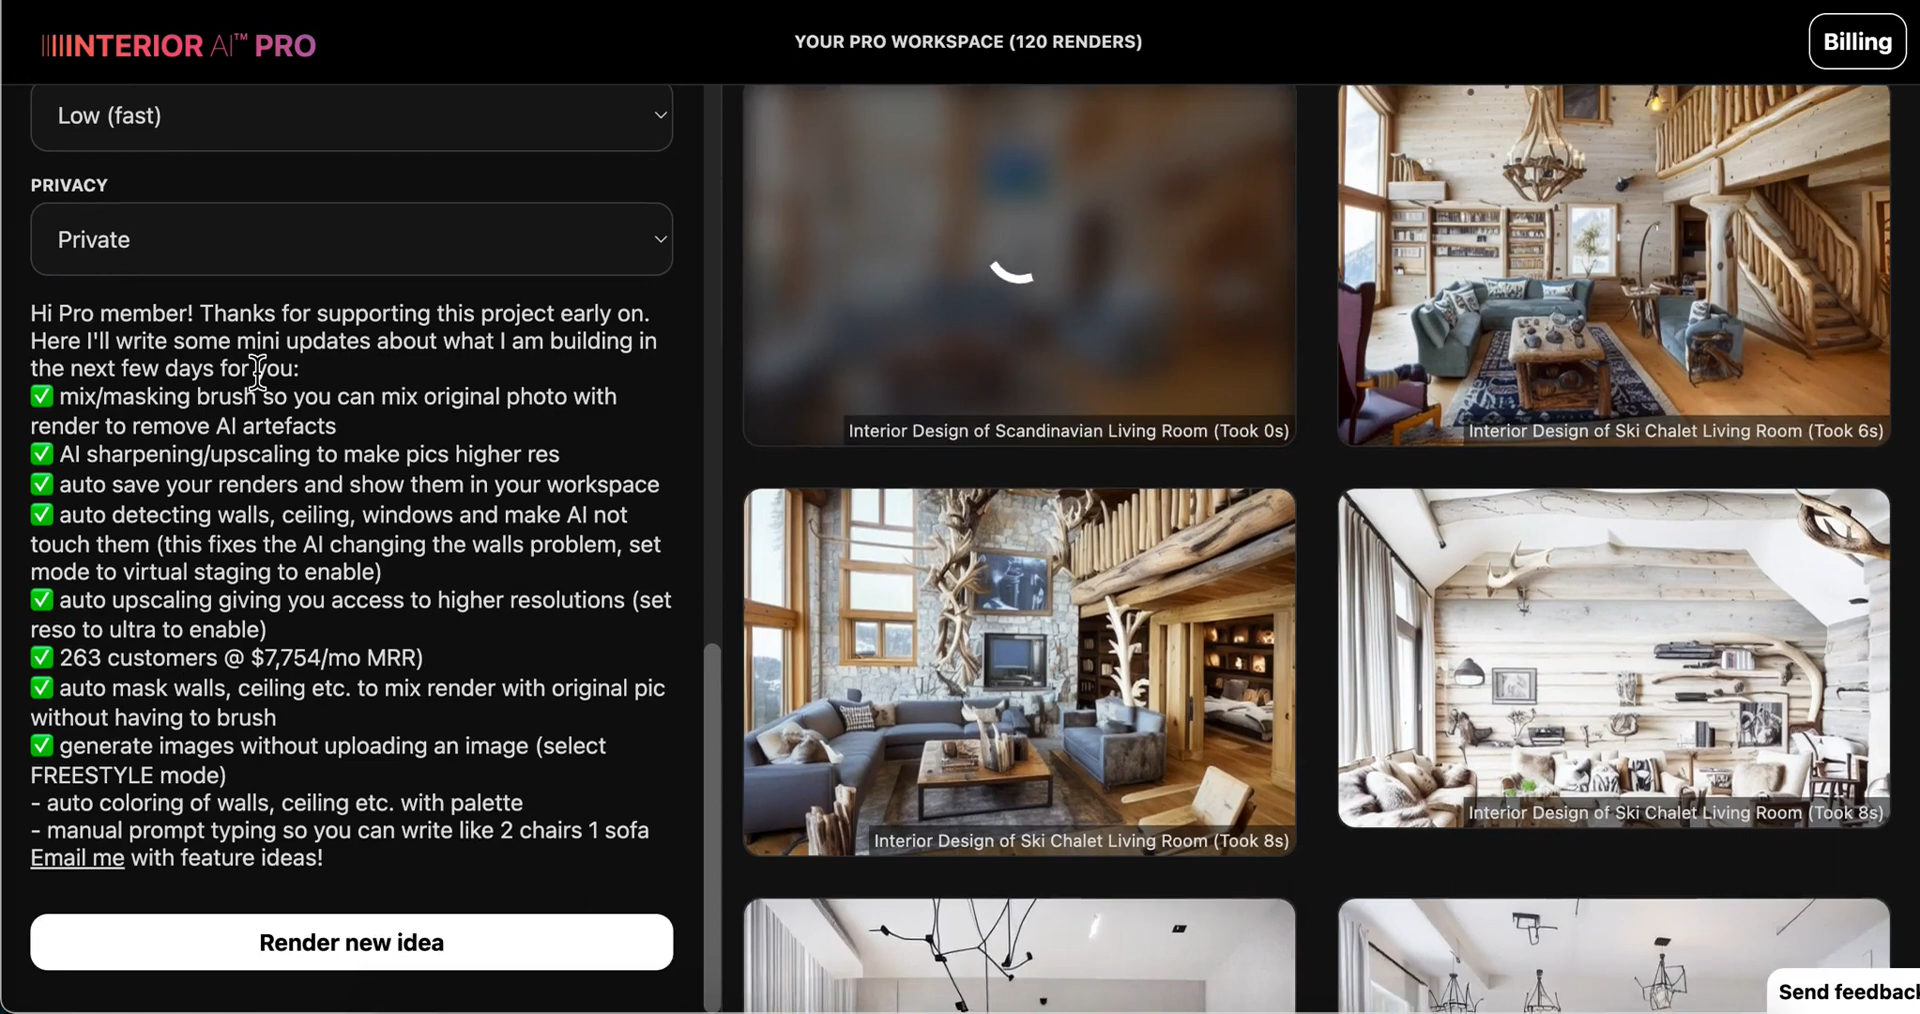 INTERIOR AI™ PRO
YOUR PRO WORKSPACE (120 RENDERS)
Billing
Low (fast)
PRIVACY
Private
Hi Pro member! Thanks for supporting this project early on.
Here I'll write some mini updates about what I am building in
the next few days for you:
✅ mix/masking brush so you can mix original photo with
render to remove AI artefacts
✅ AI sharpening/upscaling to make pics higher res
✅ auto save your renders and show them in your workspace
✅ auto detecting walls, ceiling, windows and make AI not
touch them (this fixes the AI changing the walls problem, set
mode to virtual staging to enable)
✅ auto upscaling giving you access to higher resolutions (set
reso to ultra to enable)
✅ 263 customers @ $7,754/mo MRR)
✅ auto mask walls, ceiling etc. to mix render with original pic
without having to brush
✅ generate images without uploading an image (select
FREESTYLE mode)
- auto coloring of walls, ceiling etc. with palette
- manual prompt typing so you can write like 2 chairs 1 sofa
Email me with feature ideas!
Render new idea
Interior Design of Scandinavian Living Room (Took 0s)
Interior Design of Ski Chalet Living Room (Took 6s)
Interior Design of Ski Chalet Living Room (Took 8s)
Interior Design of Ski Chalet Living Room (Took 8s)
Send feedback